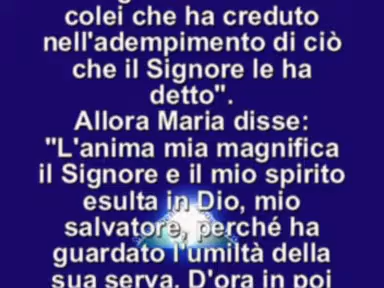 colei che ha creduto
nell'adempimento di ciò
che il Signore le ha
detto".
Allora Maria disse:
"L'anima mia magnifica
il Signore e il mio spirito
esulta in Dio, mio
salvatore, perché ha
guardato l'umiltà della
sua serva. D'ora in poi